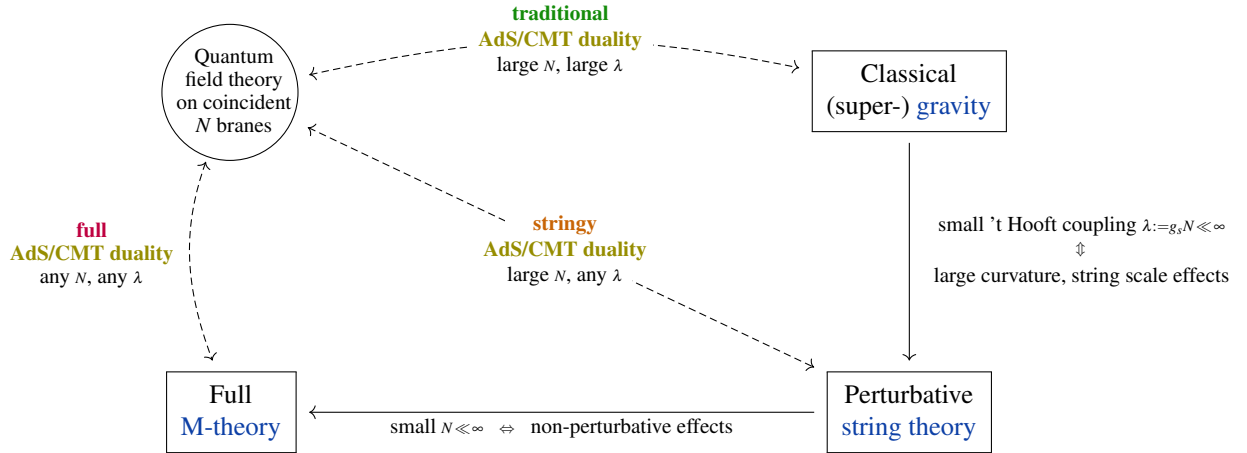 traditional
AdS/CMT duality
large N, large λ
Quantum
field theory
on coincident
N branes
Classical
(super-) gravity
full
AdS/CMT duality
any N, any λ
stringy
AdS/CMT duality
large N, any λ
small ’t Hooft coupling λ:=gₛN≪∞
⇕
large curvature, string scale effects
Full
M-theory
small N≪∞ ⇔ non-perturbative effects
Perturbative
string theory